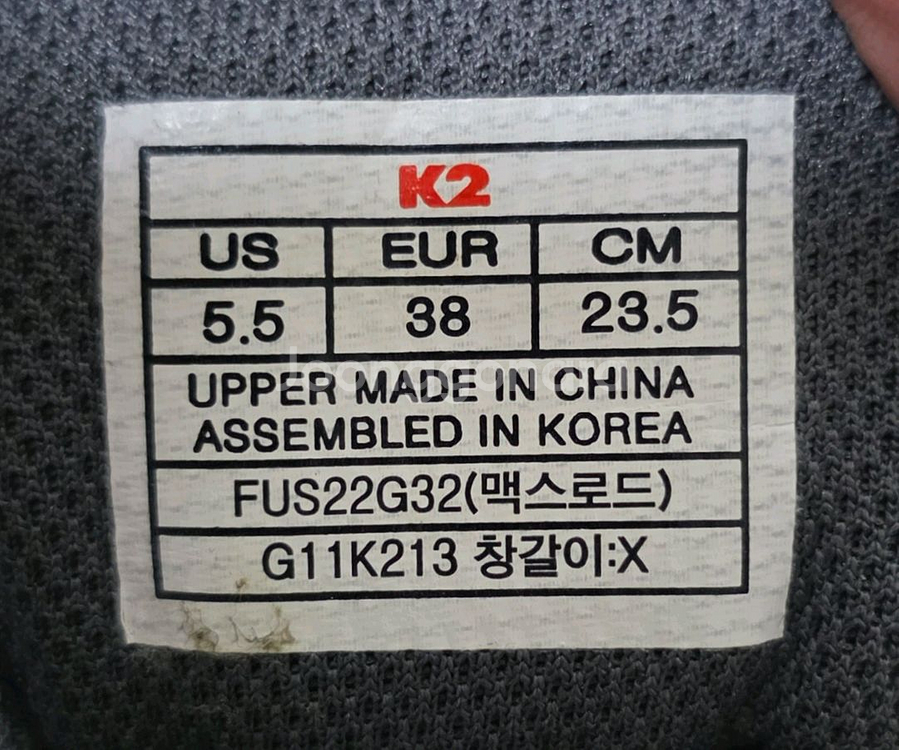 K2
US EUR CM
5.5 38 23.5
UPPER MADE IN CHINA
ASSEMBLED IN KOREA
FUS22G32(맥스로드)
G11K213 창갈이:X